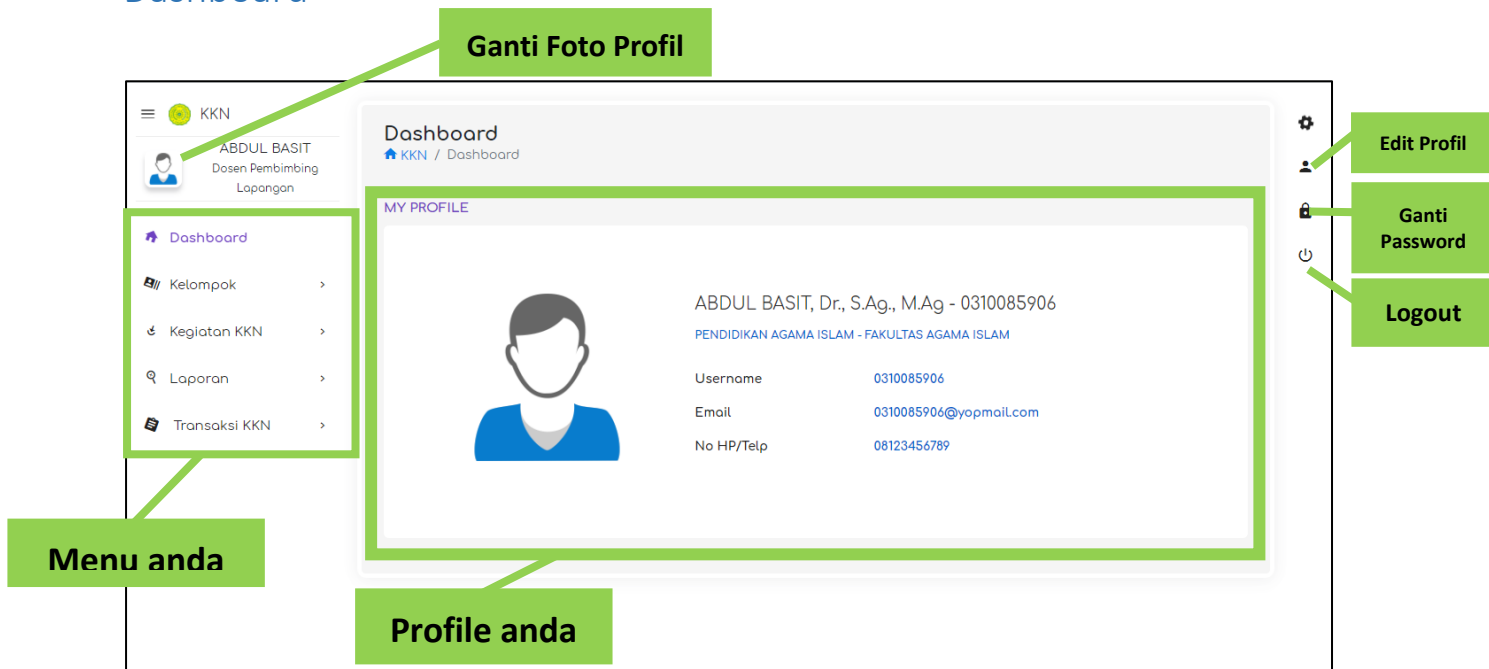 Dashboard
Ganti Foto Profil
KKN
ABDUL BASIT
Dosen Pembimbing
Lapangan
Dashboard
KKN / Dashboard
Edit Profil
Ganti
Password
Logout
MY PROFILE
Dashboard
Kelompok
Kegiatan KKN
Laporan
Transaksi KKN
ABDUL BASIT, Dr., S.Ag., M.Ag - 0310085906
PENDIDIKAN AGAMA ISLAM - FAKULTAS AGAMA ISLAM
Username 0310085906
Email 0310085906@yopmail.com
No HP/Telp 08123456789
Menu anda
Profile anda